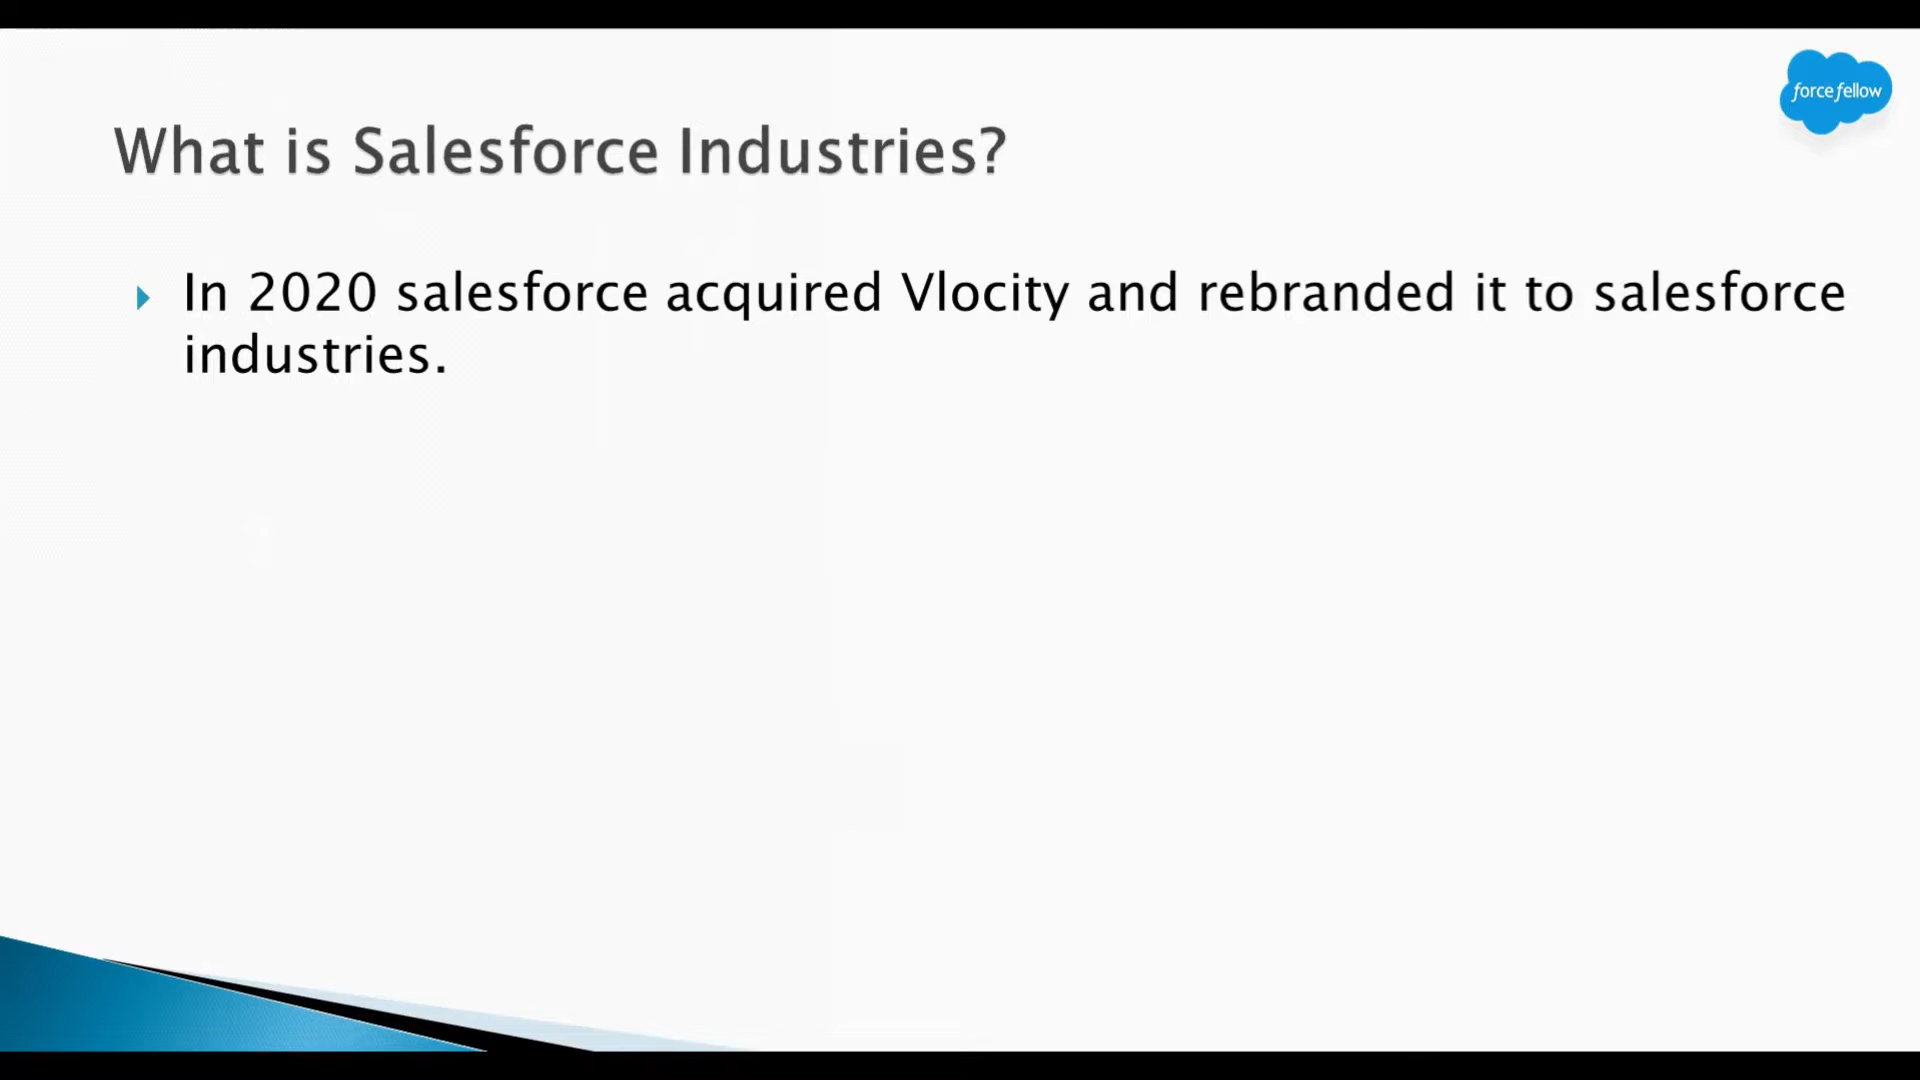 force fellow
What is Salesforce Industries?
In 2020 salesforce acquired Vlocity and rebranded it to salesforce
industries.